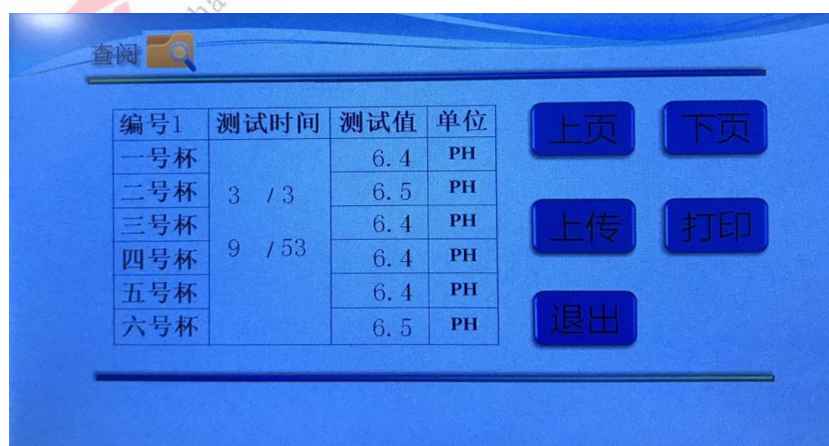 查阅
编号1 测试时间 测试值 单位
一号杯 6.4 PH
二号杯 3 /3 6.5 PH
三号杯 6.4 PH
四号杯 9 /53 6.4 PH
五号杯 6.4 PH
六号杯 6.5 PH
上页 下页
上传 打印
退出